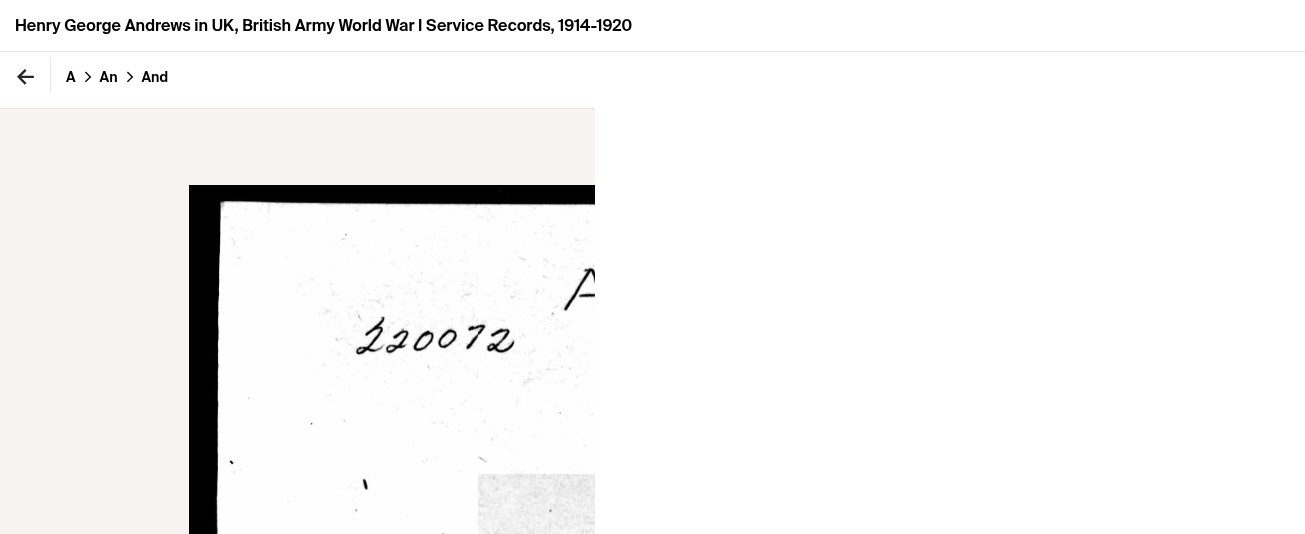 Henry George Andrews in UK, British Army World War I Service Records, 1914-1920
A > An > And
A
220072